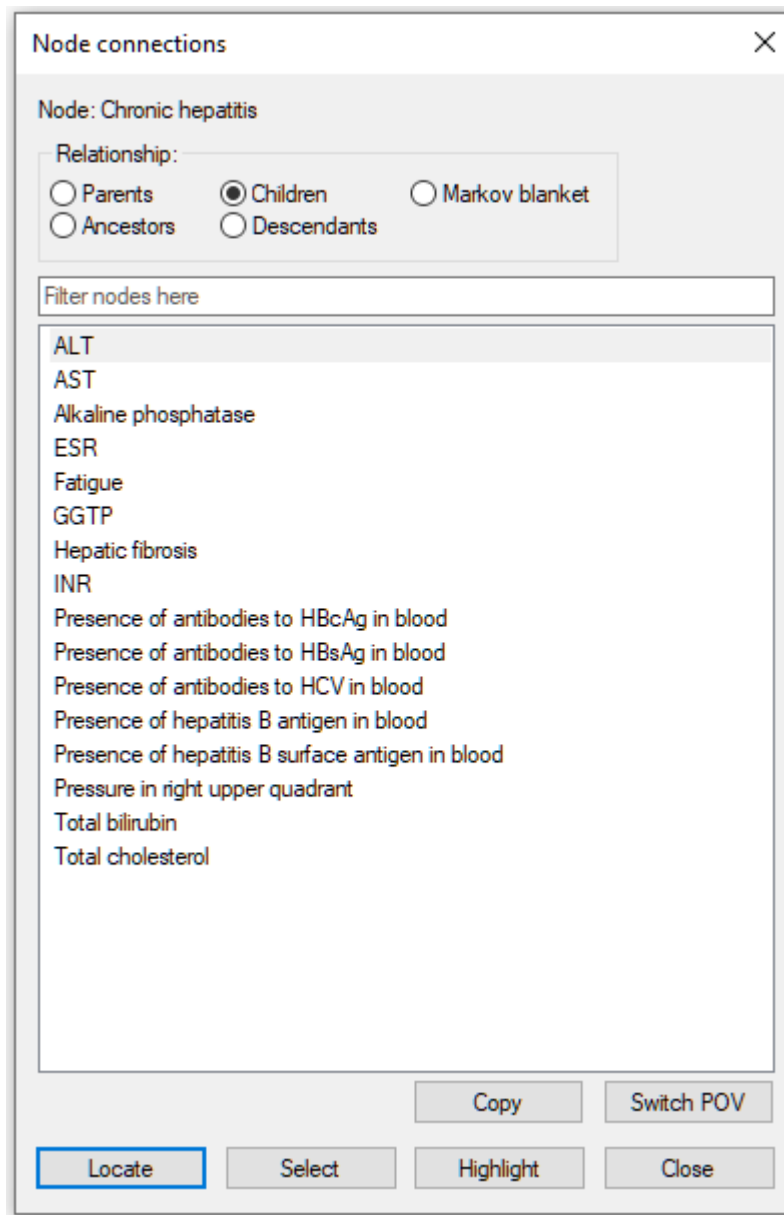 Node connections
Node: Chronic hepatitis
Relationship:
Parents Children Markov blanket
Ancestors Descendants
Filter nodes here
ALT
AST
Alkaline phosphatase
ESR
Fatigue
GGTP
Hepatic fibrosis
INR
Presence of antibodies to HBcAg in blood
Presence of antibodies to HBsAg in blood
Presence of antibodies to HCV in blood
Presence of hepatitis B antigen in blood
Presence of hepatitis B surface antigen in blood
Pressure in right upper quadrant
Total bilirubin
Total cholesterol
Copy Switch POV
Locate Select Highlight Close